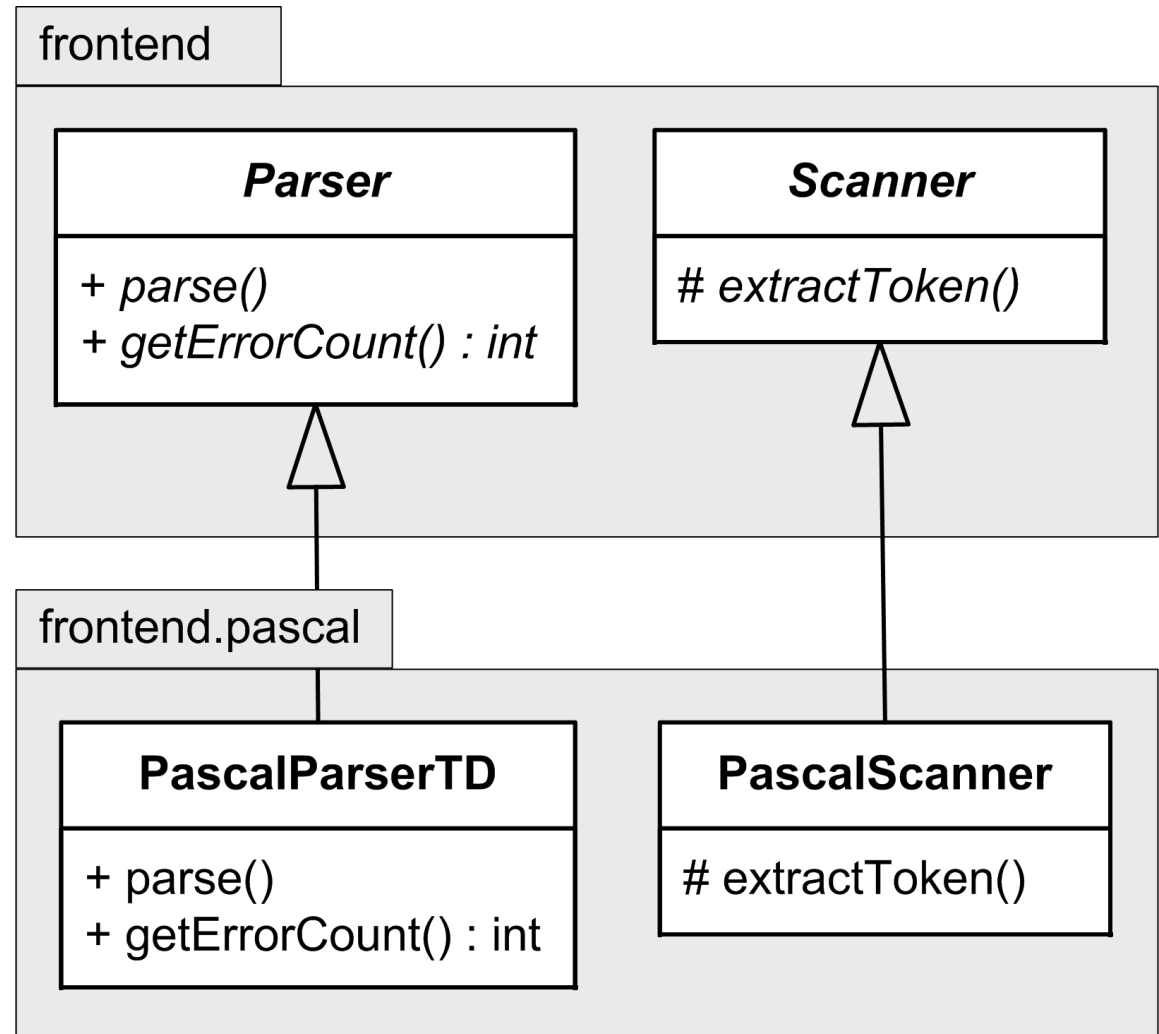 frontend
Parser
+ parse()
+ getErrorCount() : int
Scanner
# extractToken()
frontend.pascal
PascalParserTD
+ parse()
+ getErrorCount() : int
PascalScanner
# extractToken()